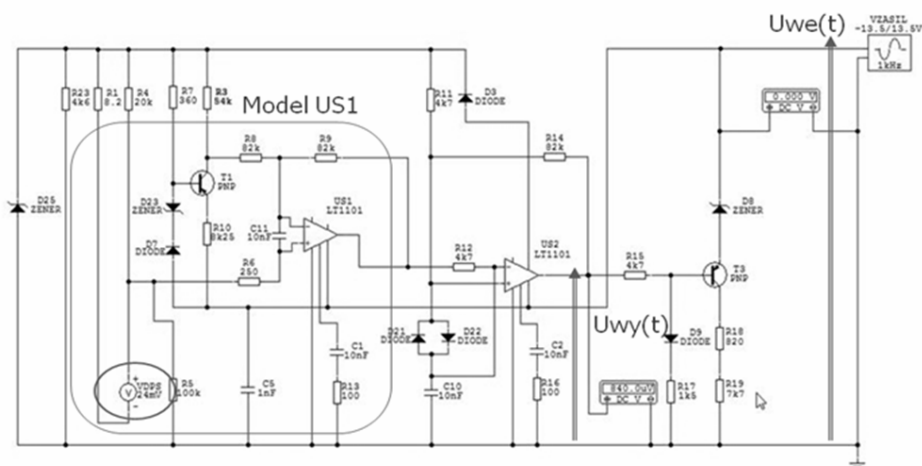 Uwe(t)
VZASIL
-13.5/13.5V
1kHz
0.000 V
DC V
R23
4k6
R1
8.2
R4
20k
R7
360
R3
84k
Model US1
R11
4k7
D3
DIODE
R14
82k
R8
82k
R9
82k
T1
PNP
D25
ZENER
D23
ZENER
US1
LT1101
D8
ZENER
C11
10nF
R10
8k25
D7
DIODE
R6
250
R12
4k7
US2
LT1101
R15
4k7
T3
PNP
Uwy(t)
D21
DIODE
D22
DIODE
D9
DIODE
R18
820
C1
10nF
C2
10nF
VDPS
24mV
+
V
-
R5
100k
C5
1nF
R13
100
C10
10nF
R16
100
840.0uV
DC V
R17
1k5
R19
7k7